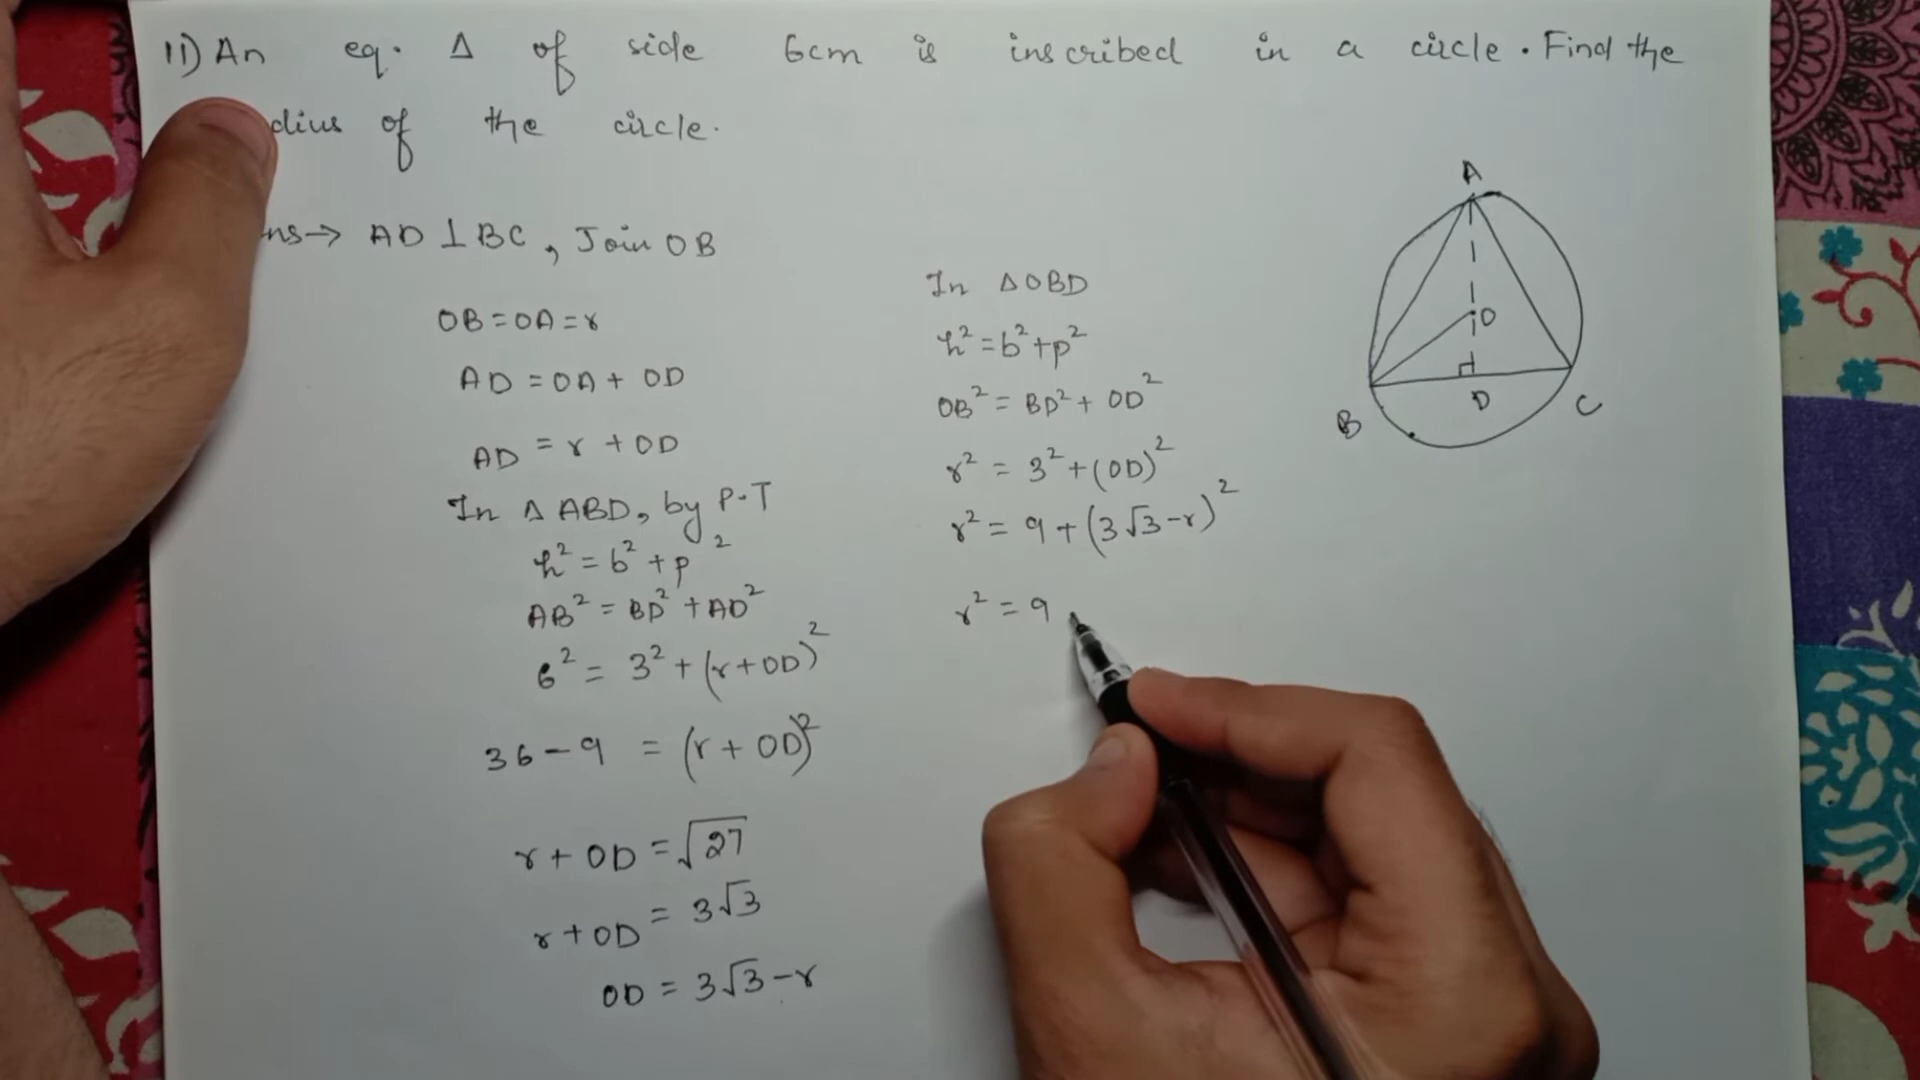 11) An eq. Δ of side 6cm is inscribed in a circle. Find the
dius of the circle.
ns→ AD⊥BC, Join OB
OB=OA=r
AD = OA + OD
AD = r + OD
In Δ ABD, by P.T
h²=b²+p²
AB² = BD² + AD²
6² = 3² + (r+OD)²
36-9 = (r + OD)²
r + OD = √27
r + OD = 3√3
OD = 3√3-r
In ΔOBD
h²=b²+p²
OB² = BD² + OD²
r² = 3²+(OD)²
r² = 9+(3√3-r)²
r² = 9
A
O
B
D
C